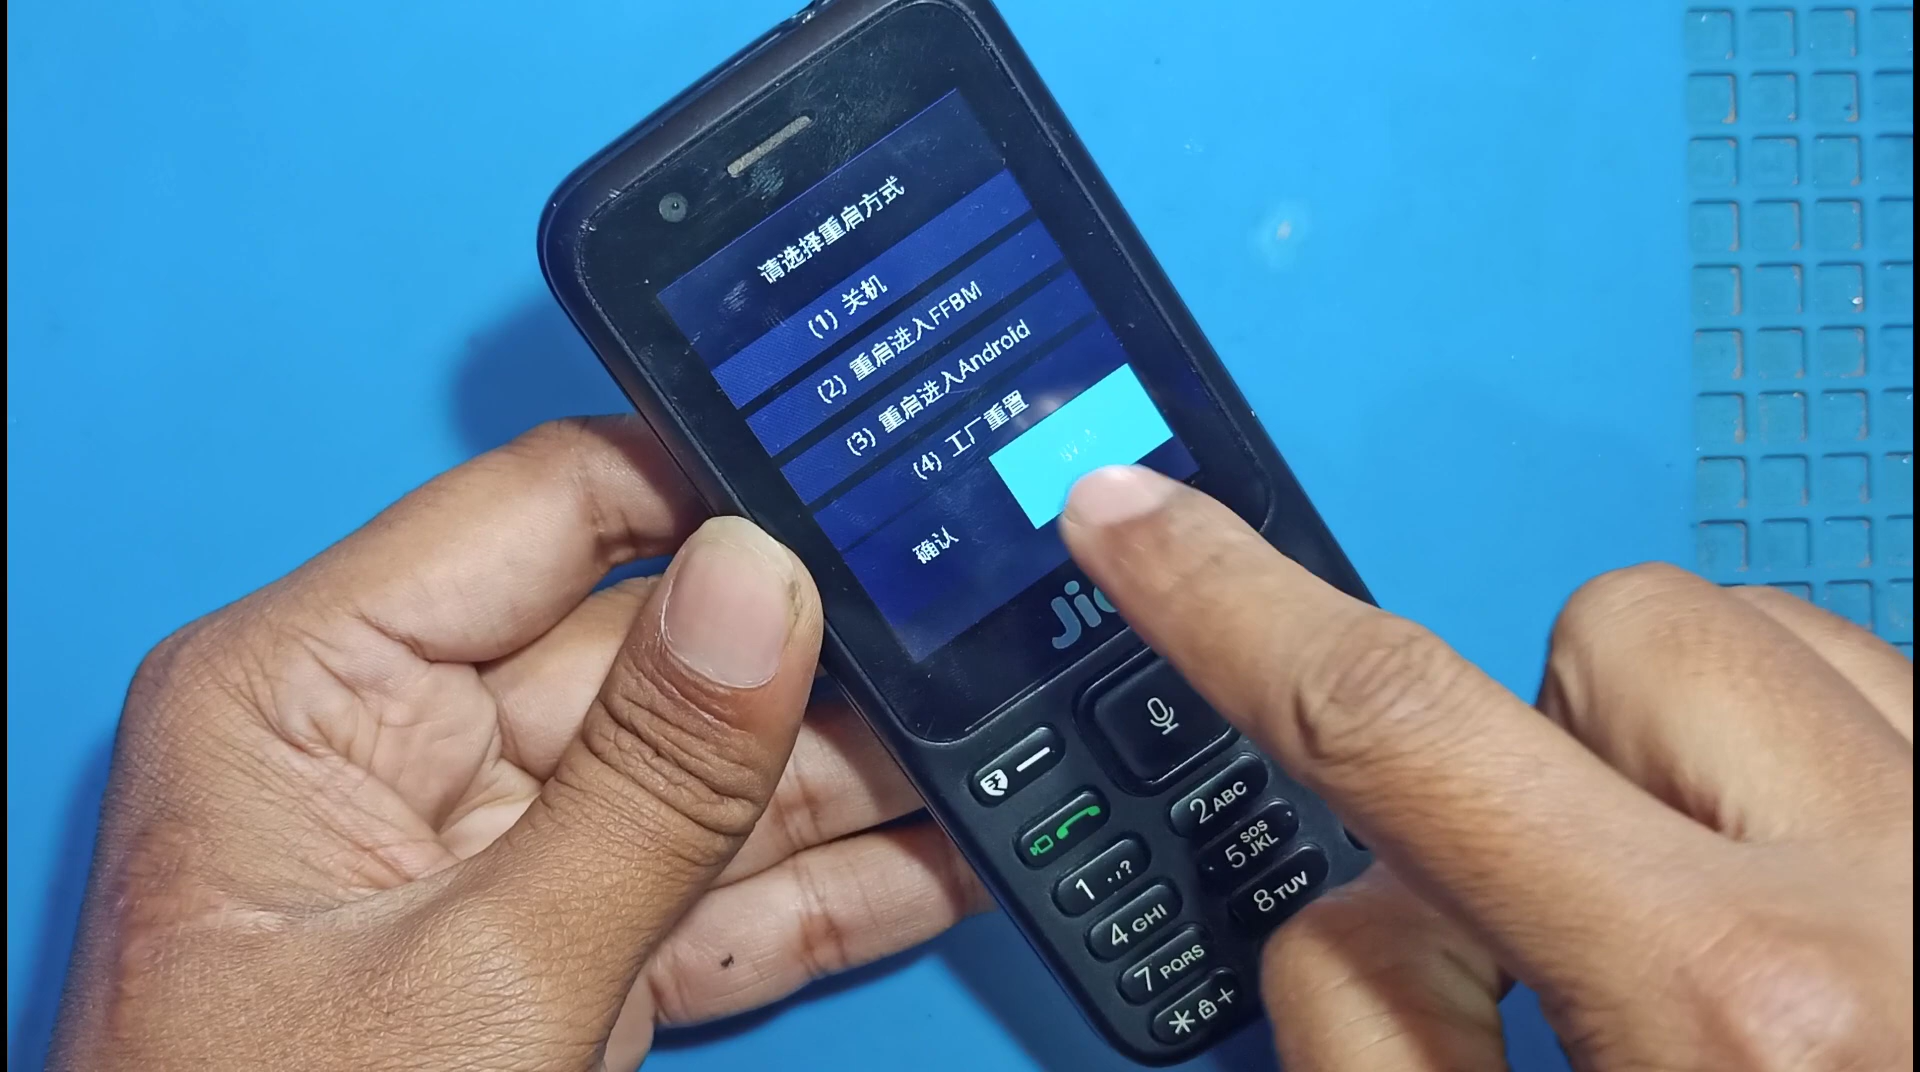 请选择重启方式
(1) 关机
(2) 重启进入FFBM
(3) 重启进入Android
(4) 工厂重置
确认
1 .,?
2 ABC
4 GHI
5 SOS JKL
7 PQRS
8 TUV
* +